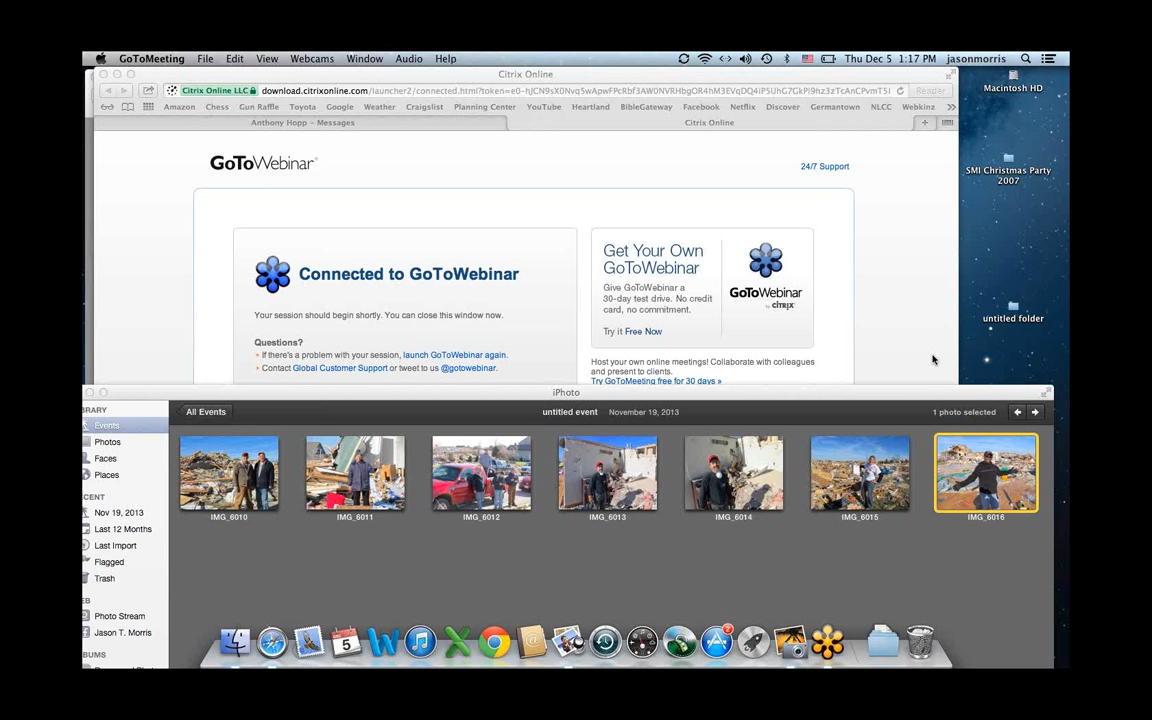 GoToMeeting File Edit View Webcams Window Audio Help Thu Dec 5 1:17 PM jasonmorris
Citrix Online
Citrix Online LLC
Reader
Amazon Chess Gun Raffle Toyota Google Weather Craigslist Planning Center YouTube Heartland BibleGateway Facebook Netflix Discover Germantown NLCC Webkinz
Anthony Hopp – Messages Citrix Online
Macintosh HD
SMI Christmas Party
2007
untitled folder
GoToWebinar
24/7 Support
Connected to GoToWebinar
Your session should begin shortly. You can close this window now.
Questions?
If there's a problem with your session, launch GoToWebinar again.
Contact Global Customer Support or tweet to us @gotowebinar.
Get Your Own
GoToWebinar
Give GoToWebinar a
30-day test drive. No credit
card, no commitment.
Try it Free Now
GoToWebinar
by citrix
Host your own online meetings! Collaborate with colleagues
and present to clients.
Try GoToMeeting free for 30 days »
iPhoto
All Events untitled event November 19, 2013 1 photo selected
BRARY
Events
Photos
Faces
Places
ECENT
Nov 19, 2013
Last 12 Months
Last Import
Flagged
Trash
EB
Photo Stream
Jason T. Morris
BUMS
IMG_6010 IMG_6011 IMG_6012 IMG_6013 IMG_6014 IMG_6015 IMG_6016
5
2